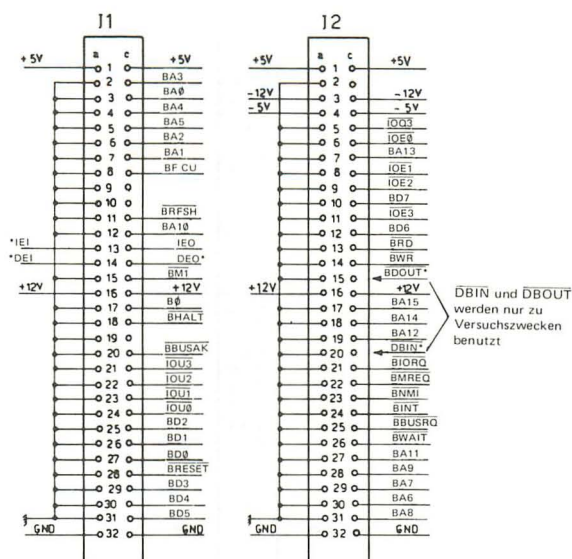 J1
a c
+5V 1 +5V
2 BA3
3 BAØ
4 BA4
5 BA5
6 BA2
7 BA1
8 BF CU
9
10
11 BRFSH
12 BA1Ø
*IEI 13 IEO
*DEI 14 DEO*
15 BM1
+12V 16 +12V
17 BØ
18 BHALT
19
20 BBUSAK
21 IOU3
22 IOU2
23 IOU1
24 IOUØ
25 BD2
26 BD1
27 BDØ
28 BRESET
29 BD3
30 BD4
31 BD5
GND 32 GND
J2
a c
+5V 1 +5V
2
-12V 3 -12V
-5V 4 -5V
5 IOQ3
6 IOEØ
7 BA13
8 IOE1
9 IOE2
10 BD7
11 IOE3
12 BD6
13 BRD
14 BWR
15 BDOUT*
+12V 16 +12V
17 BA15
18 BA14
19 BA12
20 DBIN*
21 BIORQ
22 BMREQ
23 BNMI
24 BINT
25 BBUSRQ
26 BWAIT
27 BA11
28 BA9
29 BA7
30 BA6
31 BA8
GND 32 GND
DBIN und DBOUT
werden nur zu
Versuchszwecken
benutzt